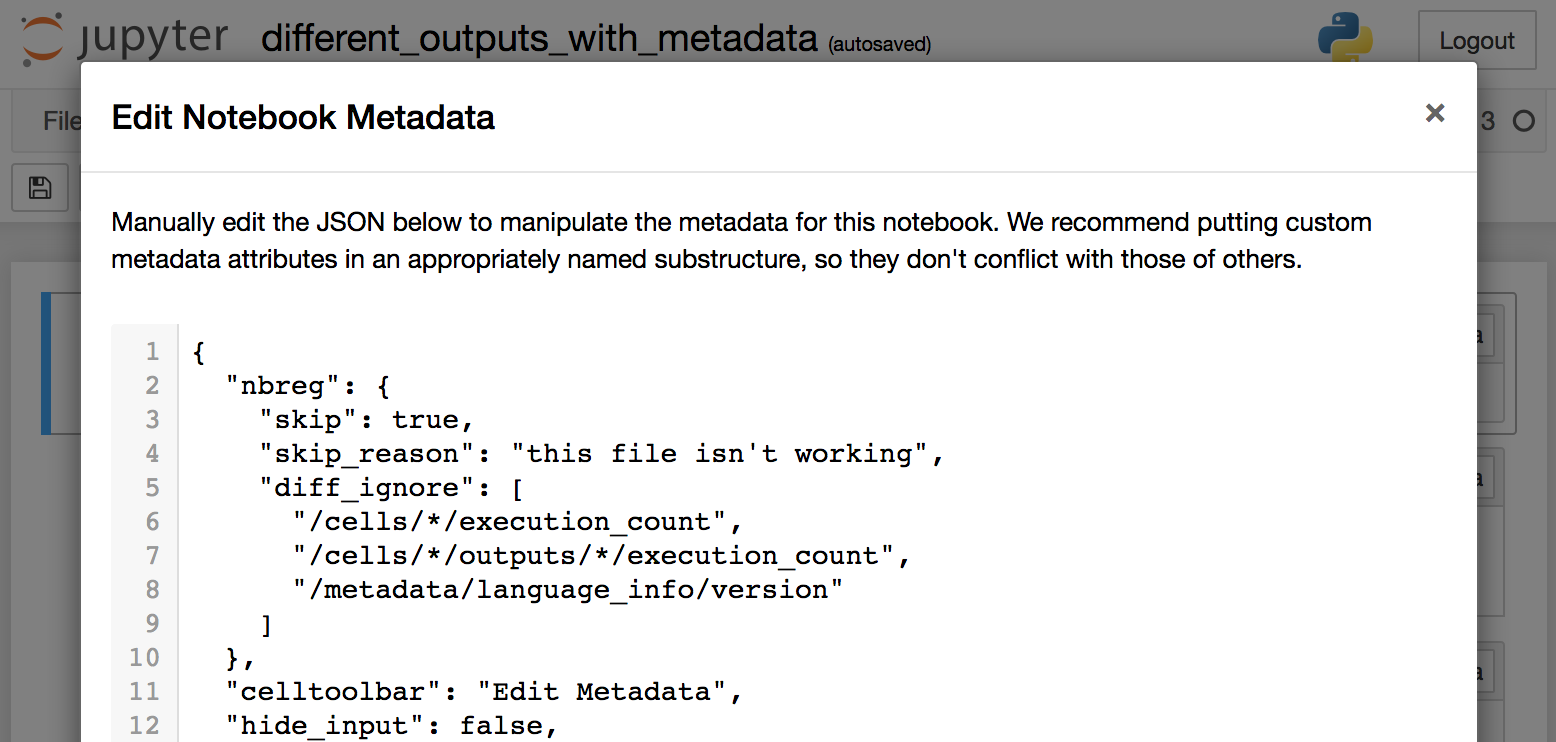 jupyter different_outputs_with_metadata (autosaved) Logout
File 3
Edit Notebook Metadata ×
Manually edit the JSON below to manipulate the metadata for this notebook. We recommend putting custom
metadata attributes in an appropriately named substructure, so they don't conflict with those of others.
1 {
2 "nbreg": {
3 "skip": true,
4 "skip_reason": "this file isn't working",
5 "diff_ignore": [
6 "/cells/*/execution_count",
7 "/cells/*/outputs/*/execution_count",
8 "/metadata/language_info/version"
9 ]
10 },
11 "celltoolbar": "Edit Metadata",
12 "hide_input": false,
a
a
a